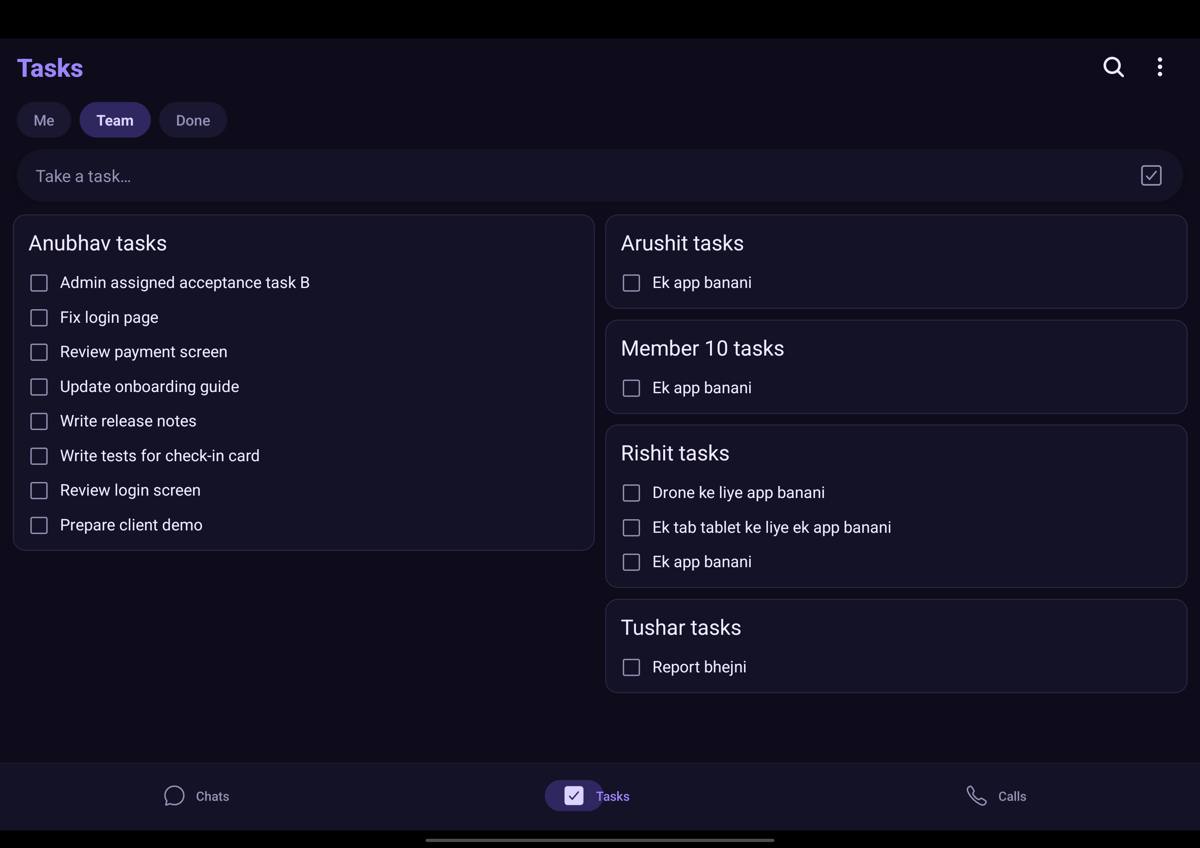 Tasks
Me
Team
Done
Take a task...
Anubhav tasks
Admin assigned acceptance task B
Fix login page
Review payment screen
Update onboarding guide
Write release notes
Write tests for check-in card
Review login screen
Prepare client demo
Arushit tasks
Ek app banani
Member 10 tasks
Ek app banani
Rishit tasks
Drone ke liye app banani
Ek tab tablet ke liye ek app banani
Ek app banani
Tushar tasks
Report bhejni
Chats
Tasks
Calls